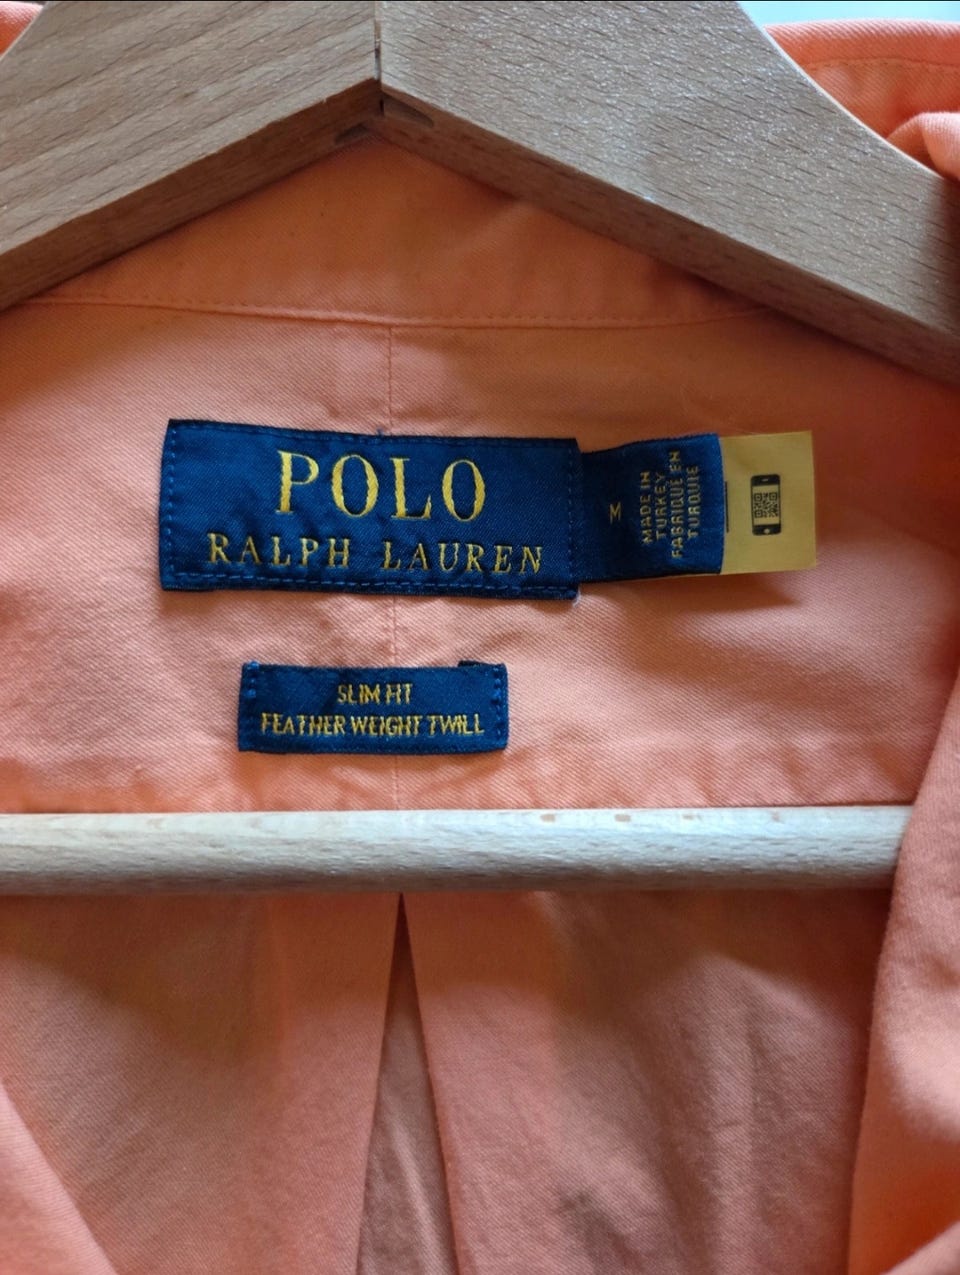 POLO
RALPH LAUREN
M
MADE IN
TURKEY
FABRIQUÉ EN
TURQUIE
SLIM FIT
FEATHER WEIGHT TWILL